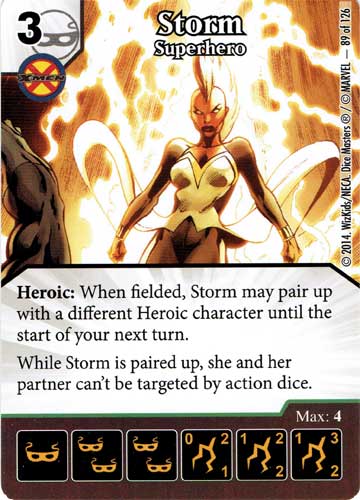 3
Storm
Superhero
X-MEN
© 2014, WizKids/NECA. Dice Masters ® / © MARVEL — 89 of 126
Heroic: When fielded, Storm may pair up
with a different Heroic character until the
start of your next turn.
While Storm is paired up, she and her
partner can't be targeted by action dice.
Max: 4
0 2 1 2 1 3
1 2 2